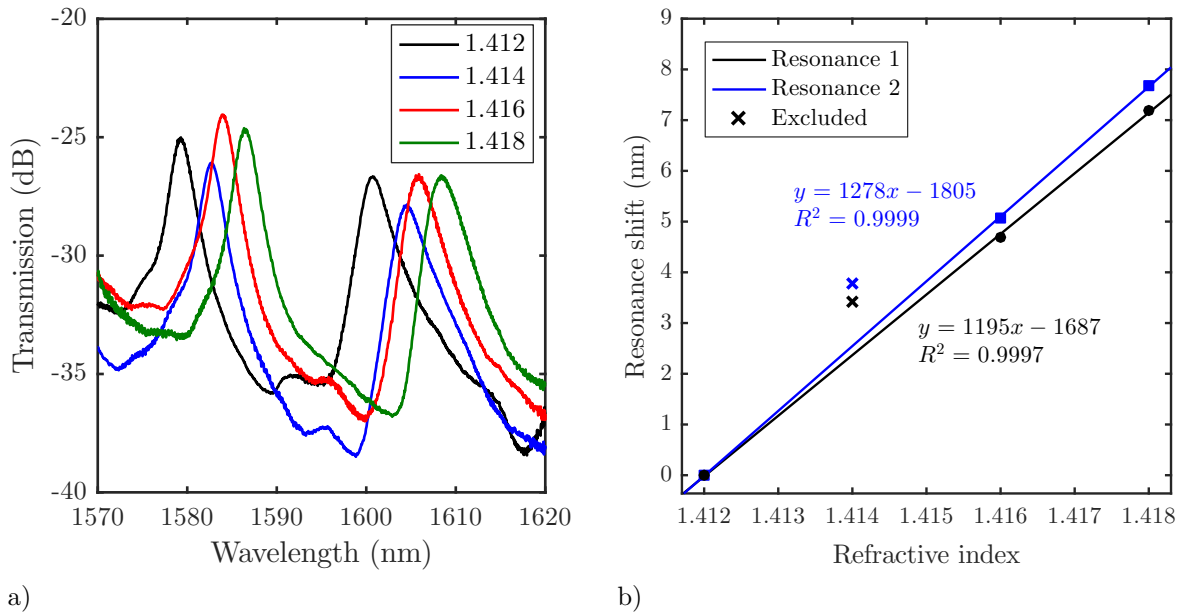 -20
-25
-30
-35
-40
Transmission (dB)
1.412
1.414
1.416
1.418
1570
1580
1590
1600
1610
1620
Wavelength (nm)
a)
9
8
7
6
5
4
3
2
1
0
Resonance shift (nm)
Resonance 1
Resonance 2
Excluded
y = 1278x − 1805
R² = 0.9999
y = 1195x − 1687
R² = 0.9997
1.412
1.413
1.414
1.415
1.416
1.417
1.418
Refractive index
b)